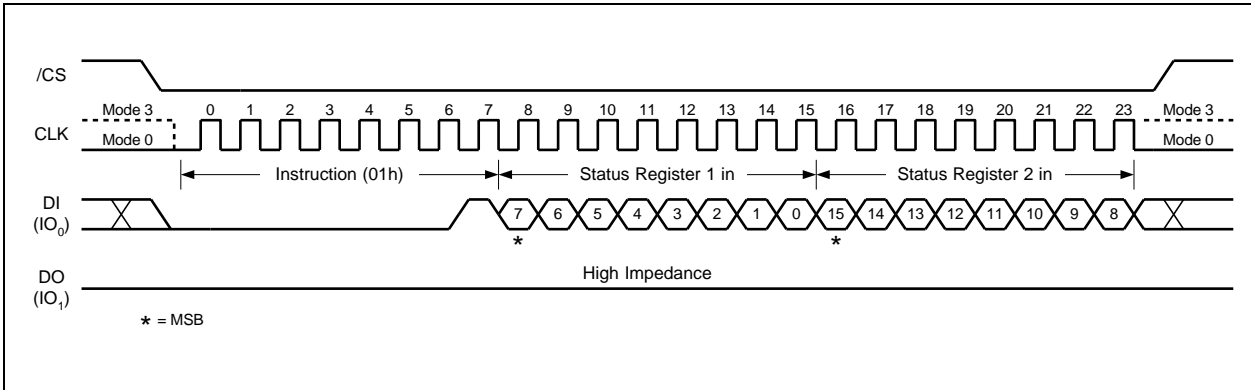 /CS
Mode 3 0 1 2 3 4 5 6 7 8 9 10 11 12 13 14 15 16 17 18 19 20 21 22 23 Mode 3
CLK
Mode 0 Mode 0
Instruction (01h) Status Register 1 in Status Register 2 in
DI
(IO0)
7 6 5 4 3 2 1 0 15 14 13 12 11 10 9 8
* *
High Impedance
DO
(IO1)
* = MSB